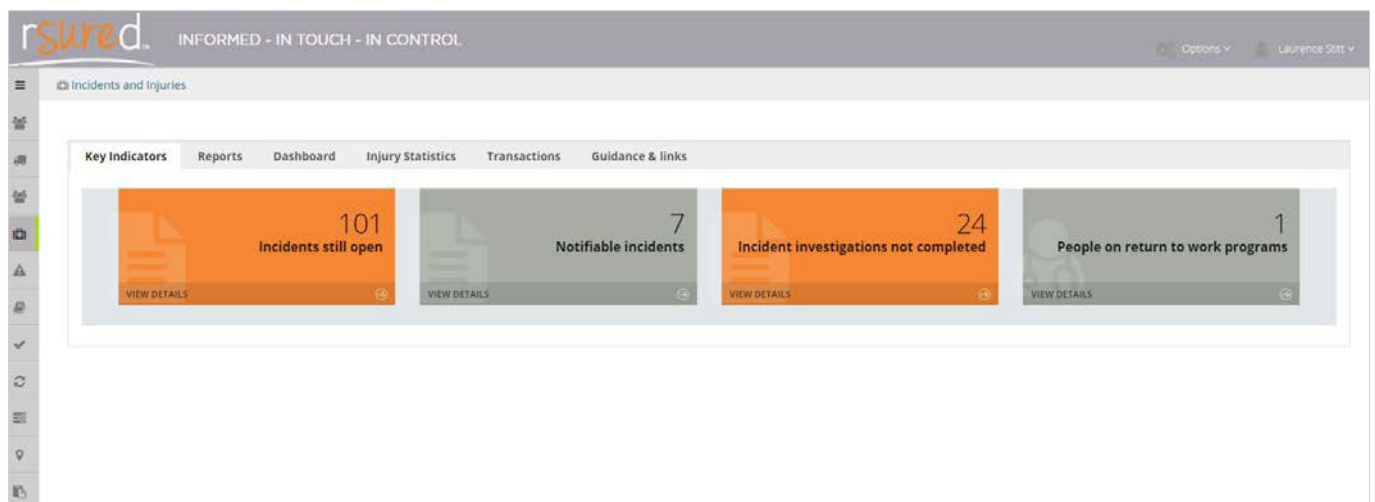 rsured™ INFORMED - IN TOUCH - IN CONTROL
Options Laurence Stitt
Incidents and Injuries
Key Indicators Reports Dashboard Injury Statistics Transactions Guidance & links
101
Incidents still open
VIEW DETAILS
7
Notifiable incidents
VIEW DETAILS
24
Incident investigations not completed
VIEW DETAILS
1
People on return to work programs
VIEW DETAILS